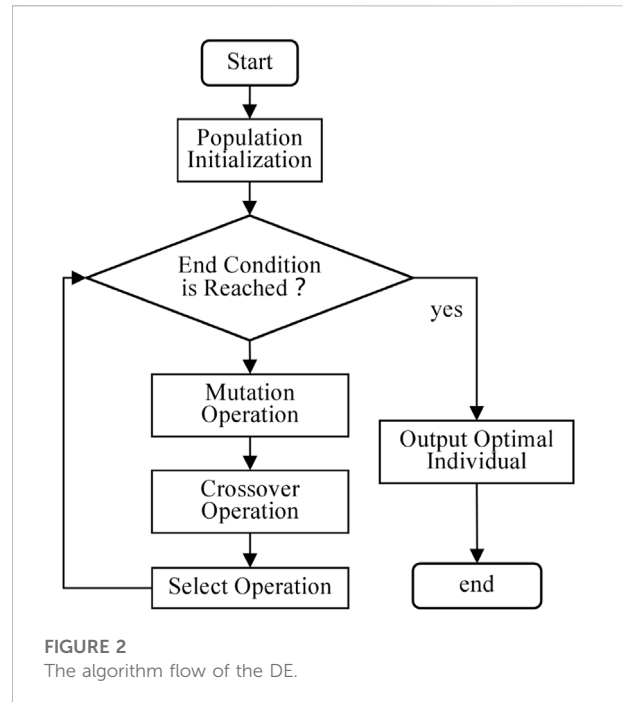 Start
Population
Initialization
End Condition
is Reached ?
yes
Mutation
Operation
Output Optimal
Individual
Crossover
Operation
Select Operation
end
FIGURE 2
The algorithm flow of the DE.